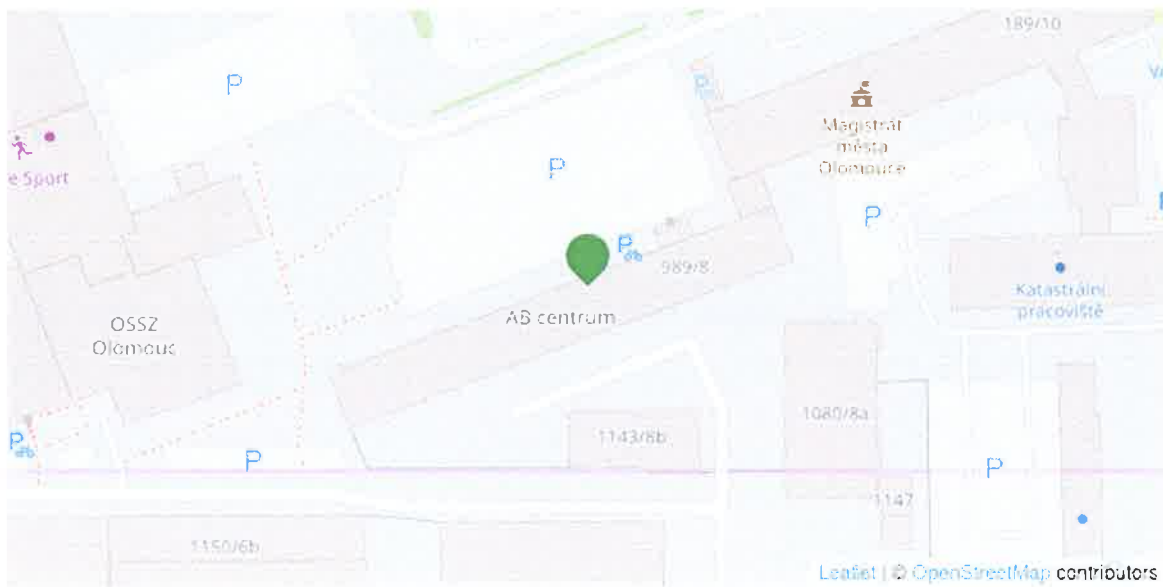 189/10
P
P
P
Magistrát
města
Olomouce
e Sport
P
P
P
989/8
Katastrální
pracoviště
AB centrum
OSSZ
Olomouc
1080/8a
1143/8b
P
P
P
1147
1150/6b
Leaflet | © OpenStreetMap contributors